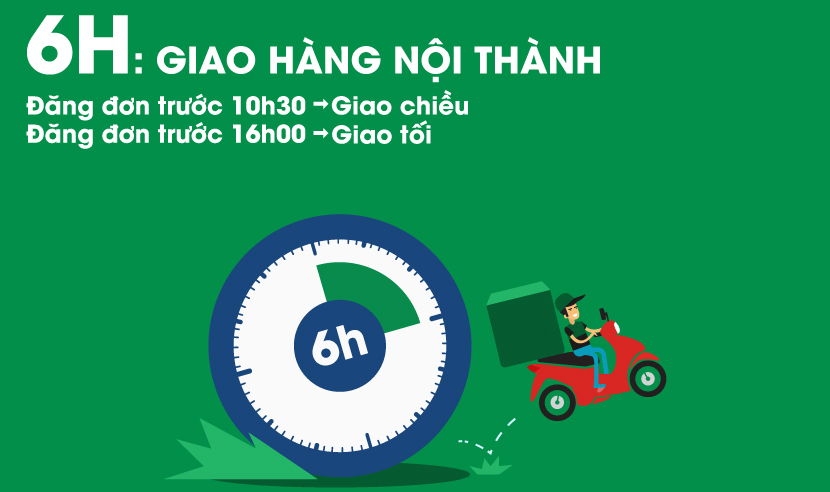 6H: GIAO HÀNG NỘI THÀNH
Đăng đơn trước 10h30 → Giao chiều
Đăng đơn trước 16h00 → Giao tối
6h